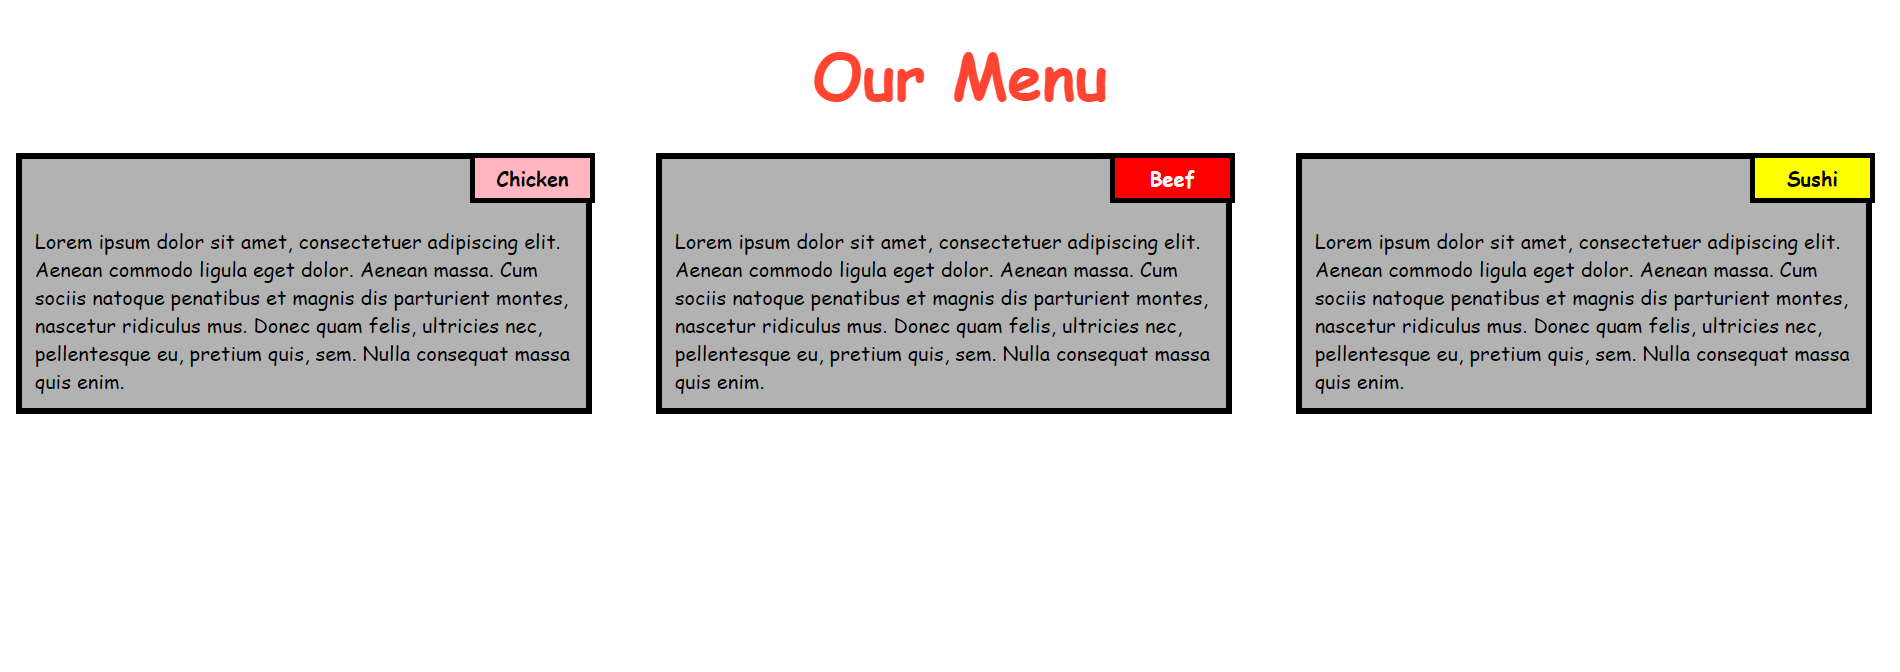 Our Menu
Chicken
Lorem ipsum dolor sit amet, consectetuer adipiscing elit.
Aenean commodo ligula eget dolor. Aenean massa. Cum
sociis natoque penatibus et magnis dis parturient montes,
nascetur ridiculus mus. Donec quam felis, ultricies nec,
pellentesque eu, pretium quis, sem. Nulla consequat massa
quis enim.
Beef
Lorem ipsum dolor sit amet, consectetuer adipiscing elit.
Aenean commodo ligula eget dolor. Aenean massa. Cum
sociis natoque penatibus et magnis dis parturient montes,
nascetur ridiculus mus. Donec quam felis, ultricies nec,
pellentesque eu, pretium quis, sem. Nulla consequat massa
quis enim.
Sushi
Lorem ipsum dolor sit amet, consectetuer adipiscing elit.
Aenean commodo ligula eget dolor. Aenean massa. Cum
sociis natoque penatibus et magnis dis parturient montes,
nascetur ridiculus mus. Donec quam felis, ultricies nec,
pellentesque eu, pretium quis, sem. Nulla consequat massa
quis enim.